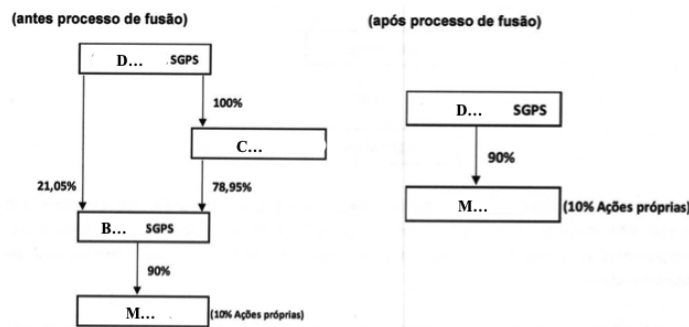 (antes processo de fusão)
D... SGPS
100%
C...
21,05%
78,95%
B... SGPS
90%
M... (10% Ações próprias)
(após processo de fusão)
D... SGPS
90%
M... (10% Ações próprias)